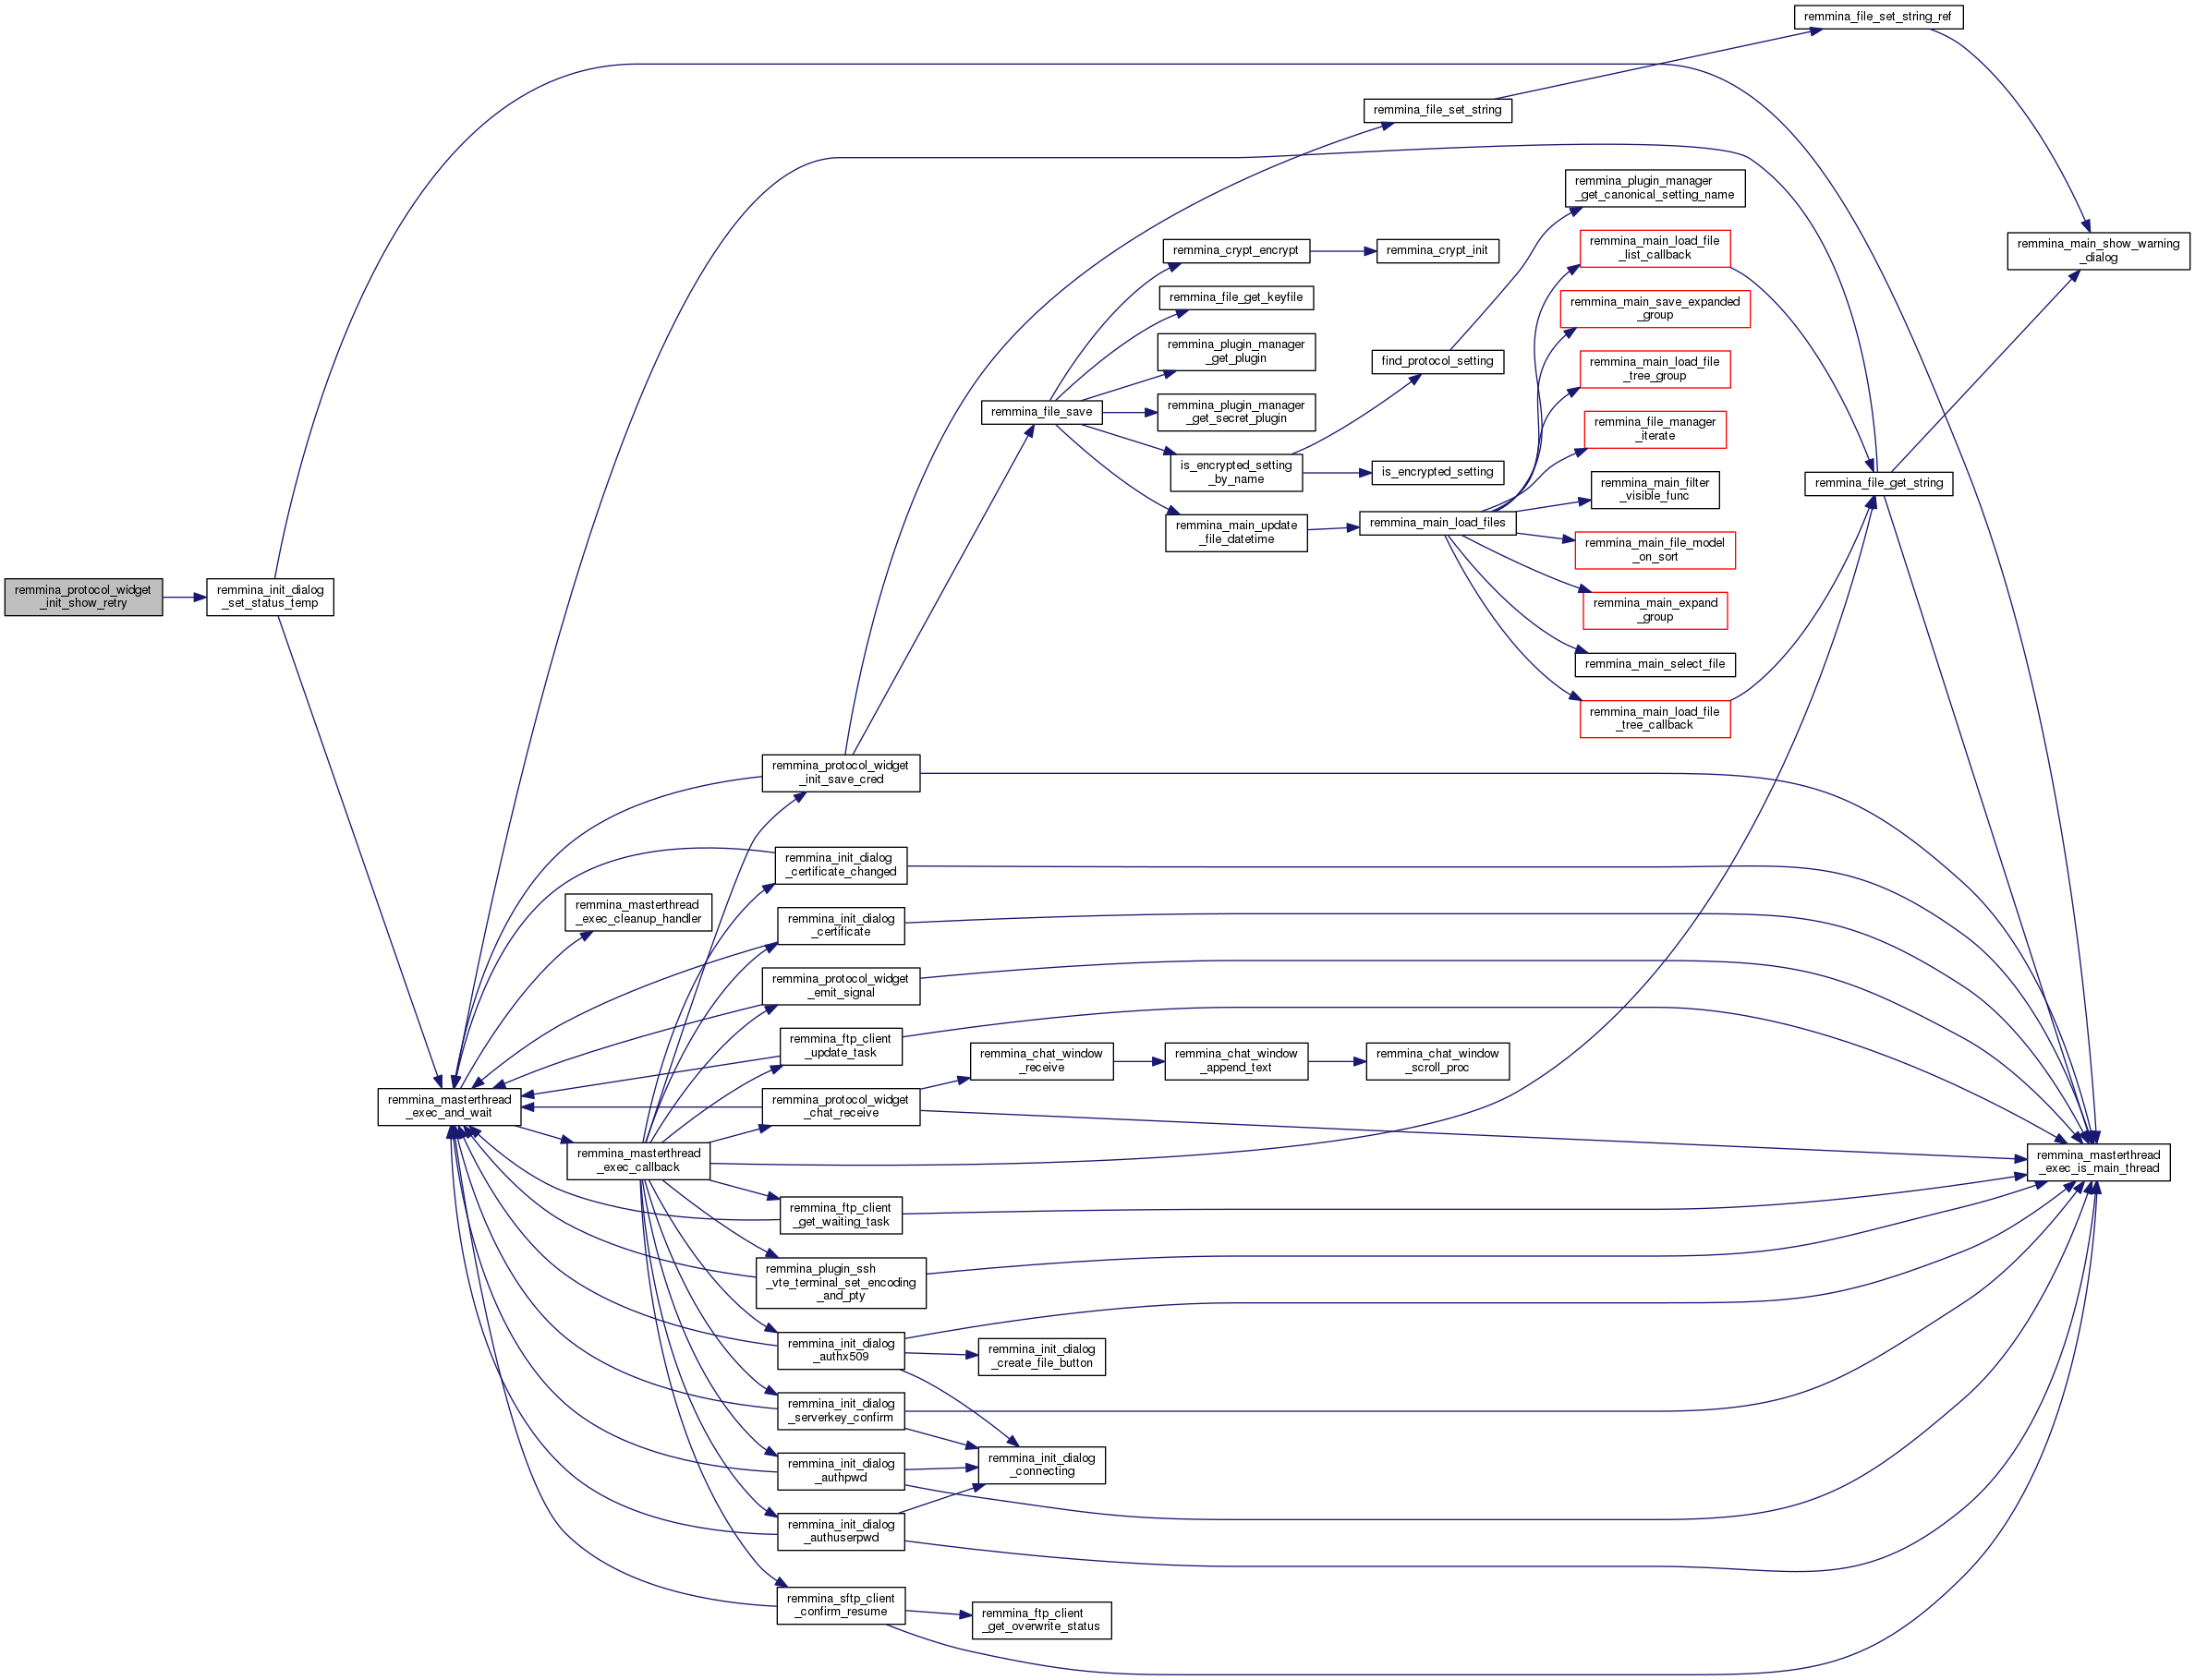 remmina_protocol_widget
_init_show_retry
remmina_init_dialog
_set_status_temp
remmina_masterthread
_exec_and_wait
remmina_masterthread
_exec_cleanup_handler
remmina_masterthread
_exec_callback
remmina_protocol_widget
_init_save_cred
remmina_init_dialog
_certificate_changed
remmina_init_dialog
_certificate
remmina_protocol_widget
_emit_signal
remmina_ftp_client
_update_task
remmina_protocol_widget
_chat_receive
remmina_ftp_client
_get_waiting_task
remmina_plugin_ssh
_vte_terminal_set_encoding
_and_pty
remmina_init_dialog
_authx509
remmina_init_dialog
_serverkey_confirm
remmina_init_dialog
_authpwd
remmina_init_dialog
_authuserpwd
remmina_sftp_client
_confirm_resume
remmina_file_save
remmina_chat_window
_receive
remmina_init_dialog
_create_file_button
remmina_init_dialog
_connecting
remmina_ftp_client
_get_overwrite_status
remmina_crypt_encrypt
remmina_file_get_keyfile
remmina_plugin_manager
_get_plugin
remmina_plugin_manager
_get_secret_plugin
is_encrypted_setting
_by_name
remmina_main_update
_file_datetime
remmina_chat_window
_append_text
remmina_file_set_string
remmina_crypt_init
find_protocol_setting
is_encrypted_setting
remmina_main_load_files
remmina_chat_window
_scroll_proc
remmina_plugin_manager
_get_canonical_setting_name
remmina_main_load_file
_list_callback
remmina_main_save_expanded
_group
remmina_main_load_file
_tree_group
remmina_file_manager
_iterate
remmina_main_filter
_visible_func
remmina_main_file_model
_on_sort
remmina_main_expand
_group
remmina_main_select_file
remmina_main_load_file
_tree_callback
remmina_file_set_string_ref
remmina_file_get_string
remmina_main_show_warning
_dialog
remmina_masterthread
_exec_is_main_thread